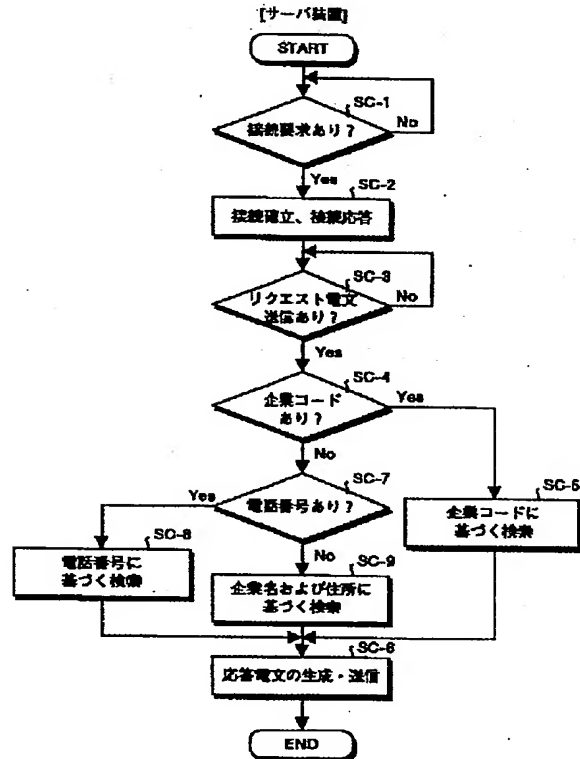 [サーバ装置]
START
SC-1
接続要求あり?
No
Yes
SC-2
接続確立、接続応答
SC-3
リクエスト電文
送信あり?
No
Yes
SC-4
企業コード
あり?
Yes
No
SC-7
電話番号あり?
Yes
No
SC-5
企業コードに
基づく検索
SC-8
電話番号に
基づく検索
SC-9
企業名および住所に
基づく検索
SC-6
応答電文の生成・送信
END